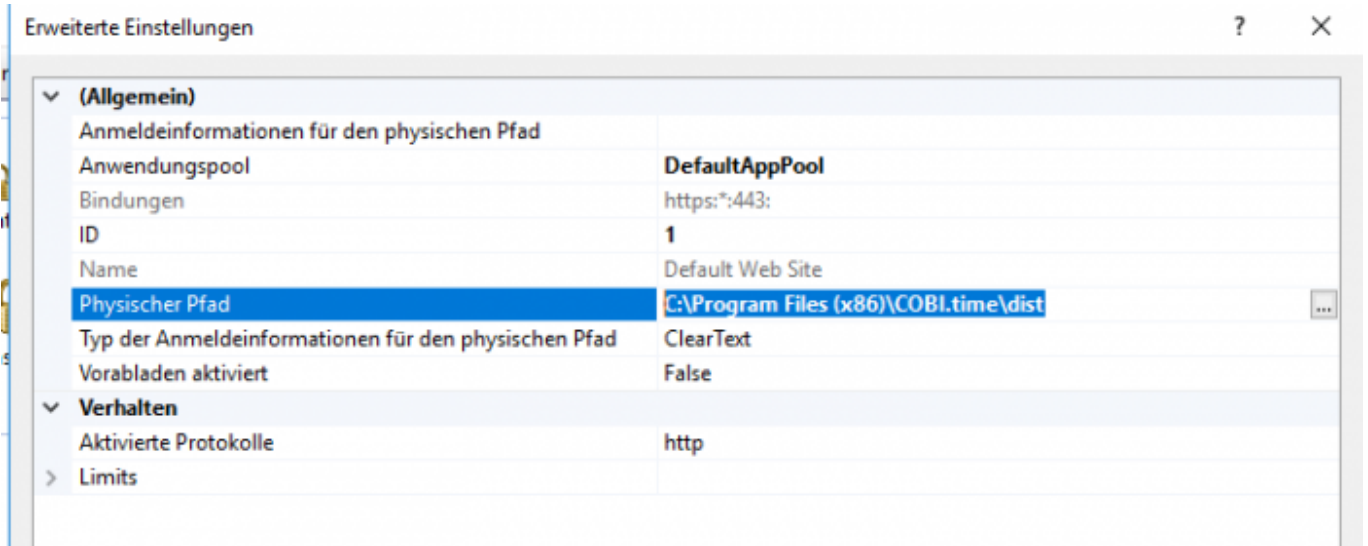 Erweiterte Einstellungen ?
(Allgemein)
Anmeldeinformationen für den physischen Pfad
Anwendungspool DefaultAppPool
Bindungen https:*:443:
ID 1
Name Default Web Site
Physischer Pfad C:\Program Files (x86)\COBI.time\dist ...
Typ der Anmeldeinformationen für den physischen Pfad ClearText
Vorabladen aktiviert False
Verhalten
Aktivierte Protokolle http
Limits